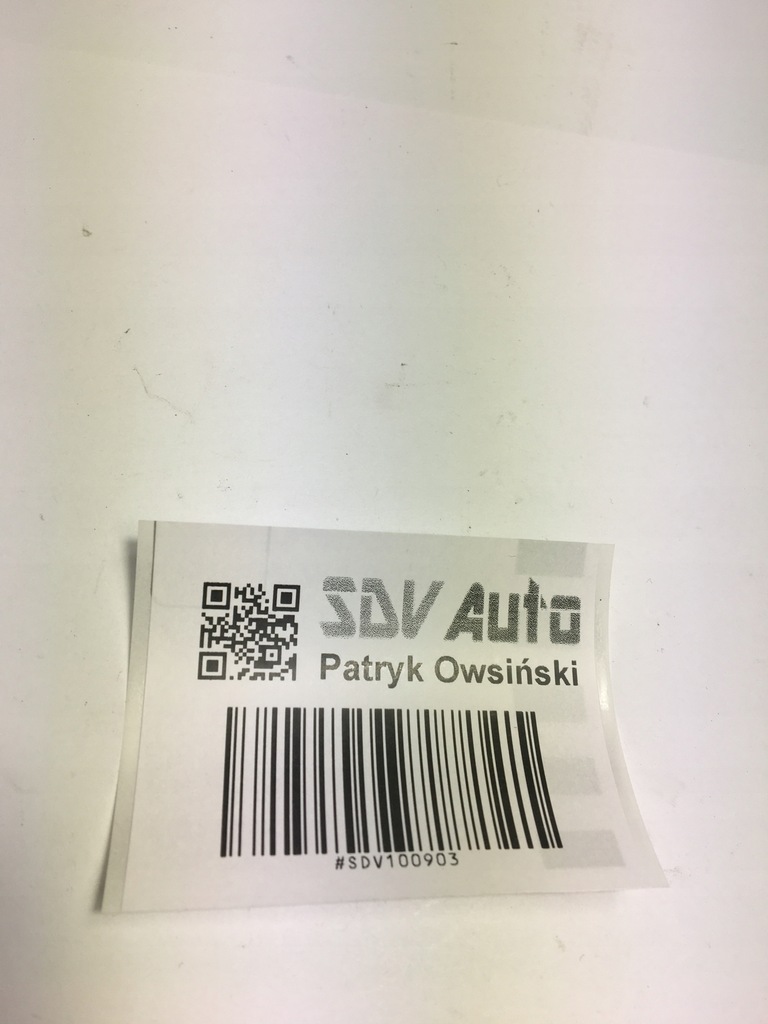 SDV Auto
Patryk Owsiński
#SDV100903